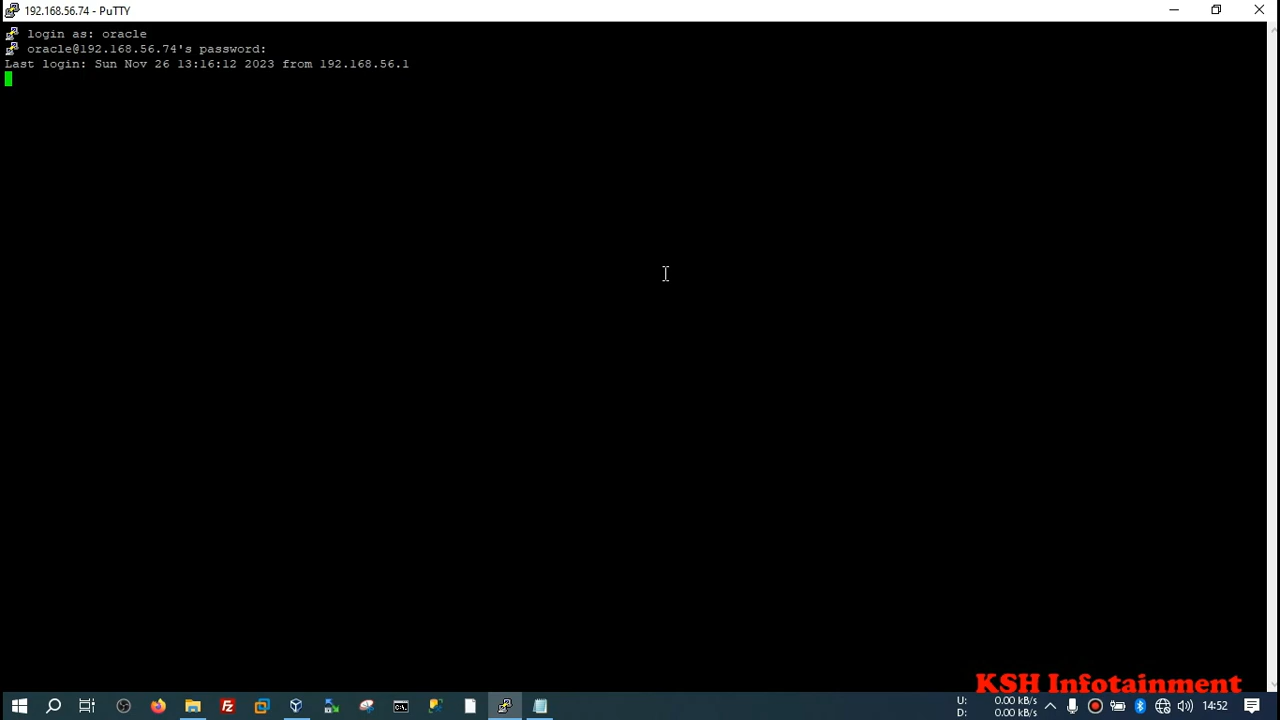 192.168.56.74 - PuTTY
login as: oracle
oracle@192.168.56.74's password:
Last login: Sun Nov 26 13:16:12 2023 from 192.168.56.1
KSH Infotainment
U: 0.00 kB/s
D: 0.00 kB/s
14:52